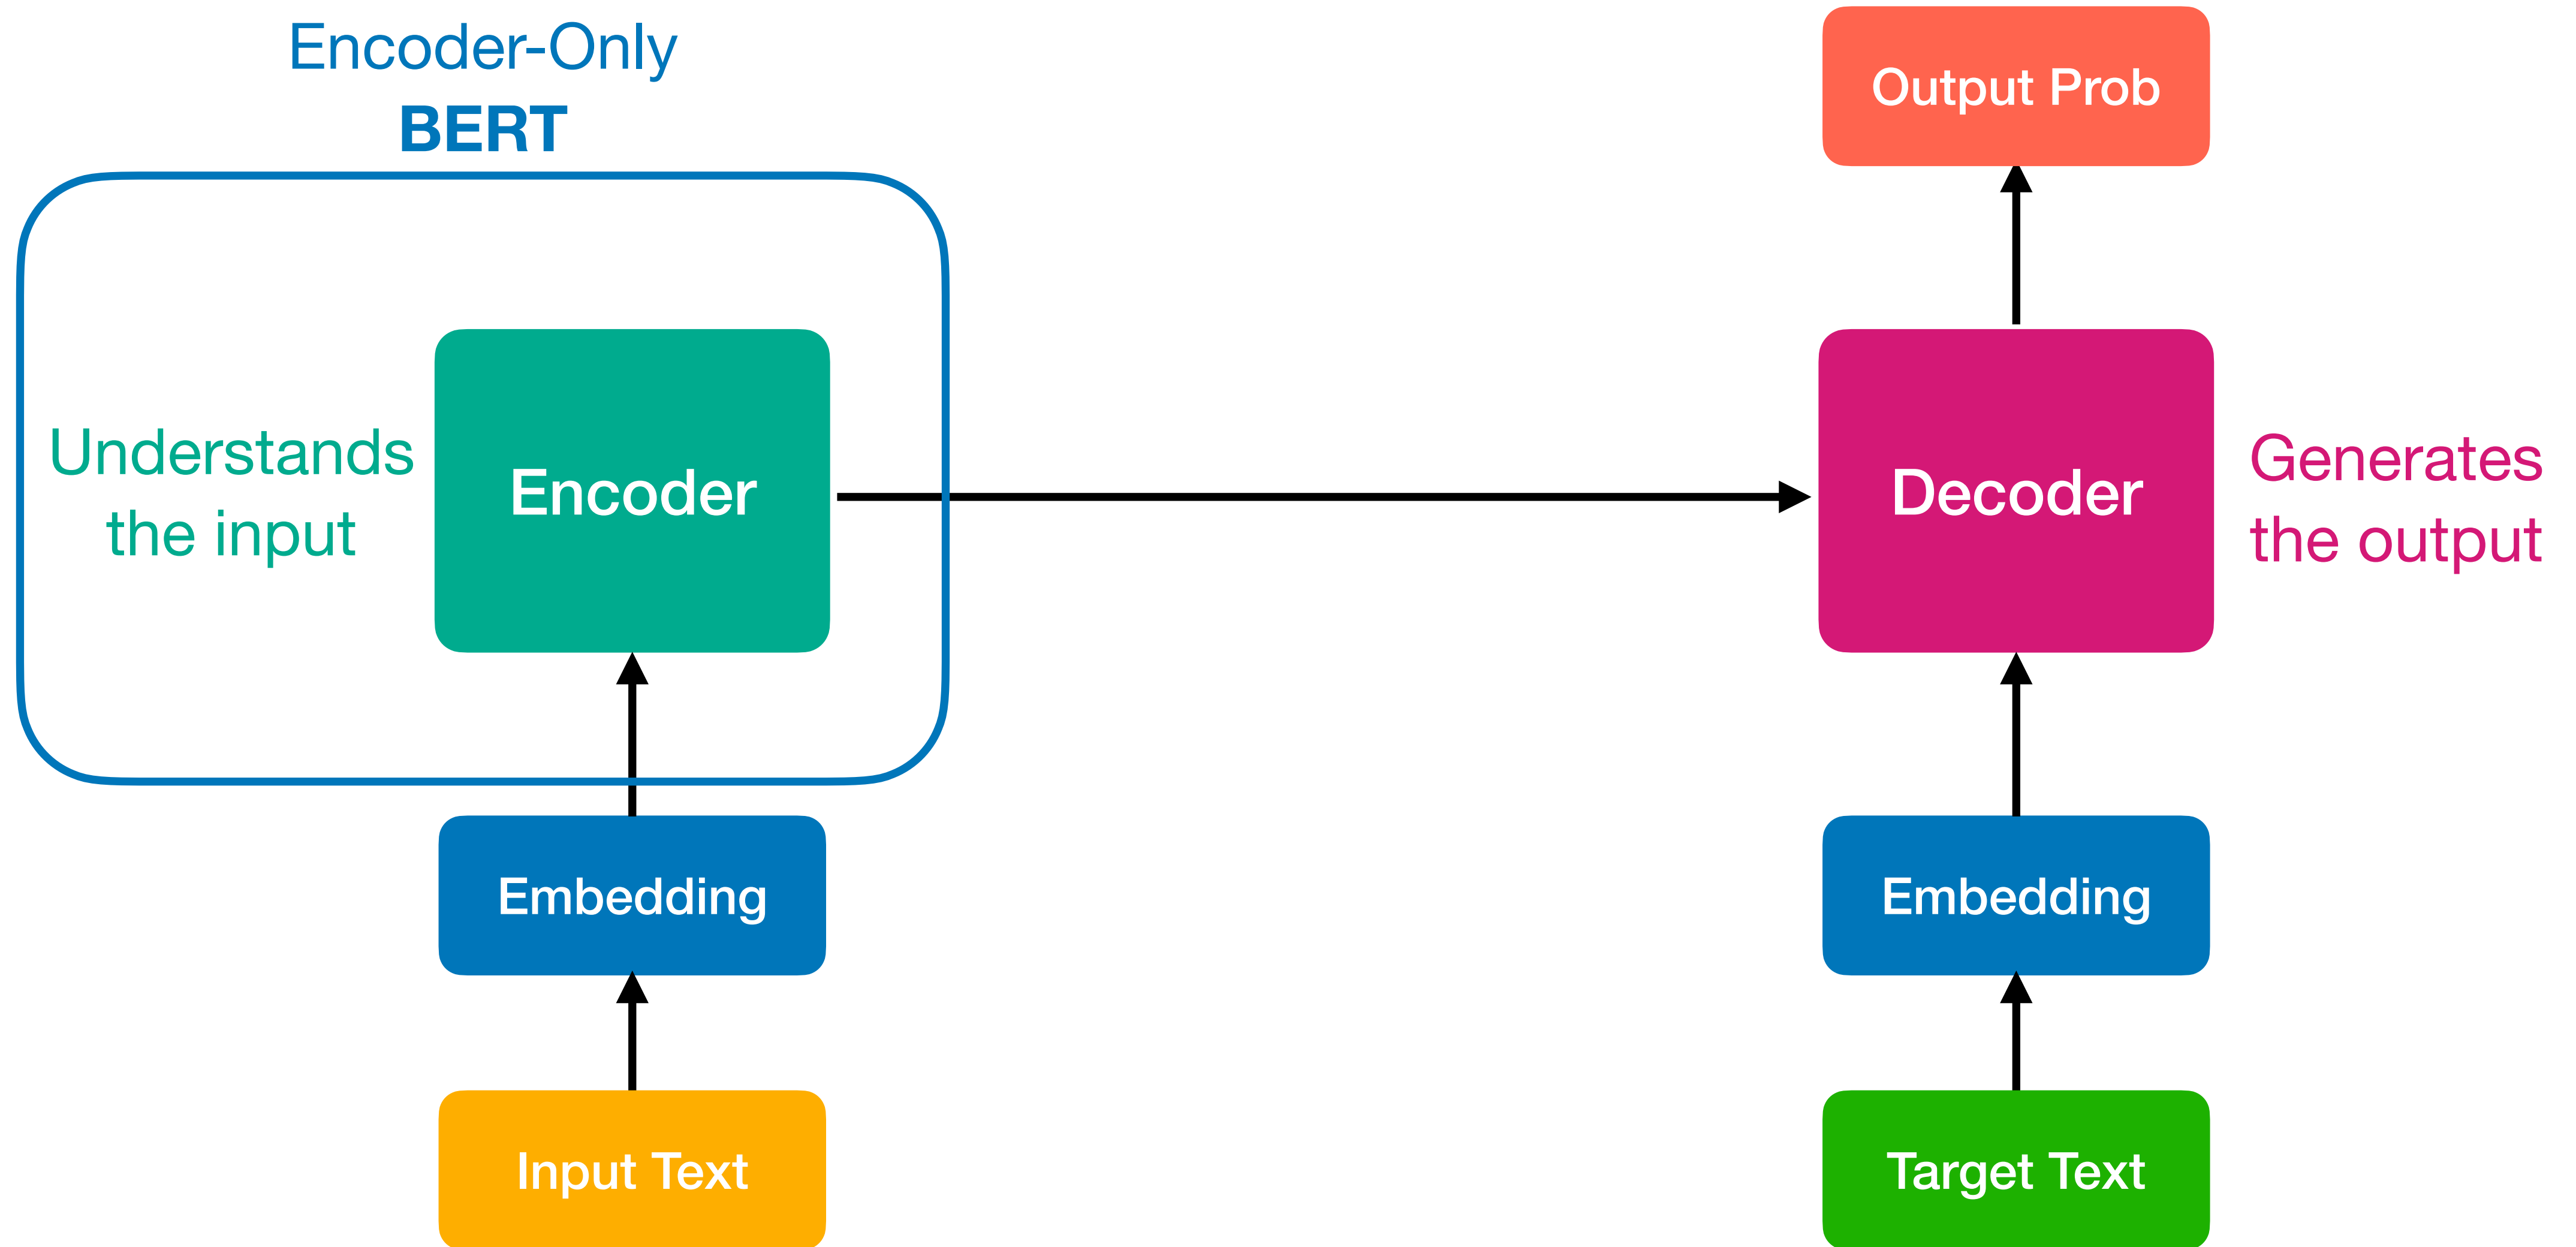 Encoder-Only
BERT
Output Prob
Understands
the input
Encoder
Decoder
Generates
the output
Embedding
Embedding
Input Text
Target Text